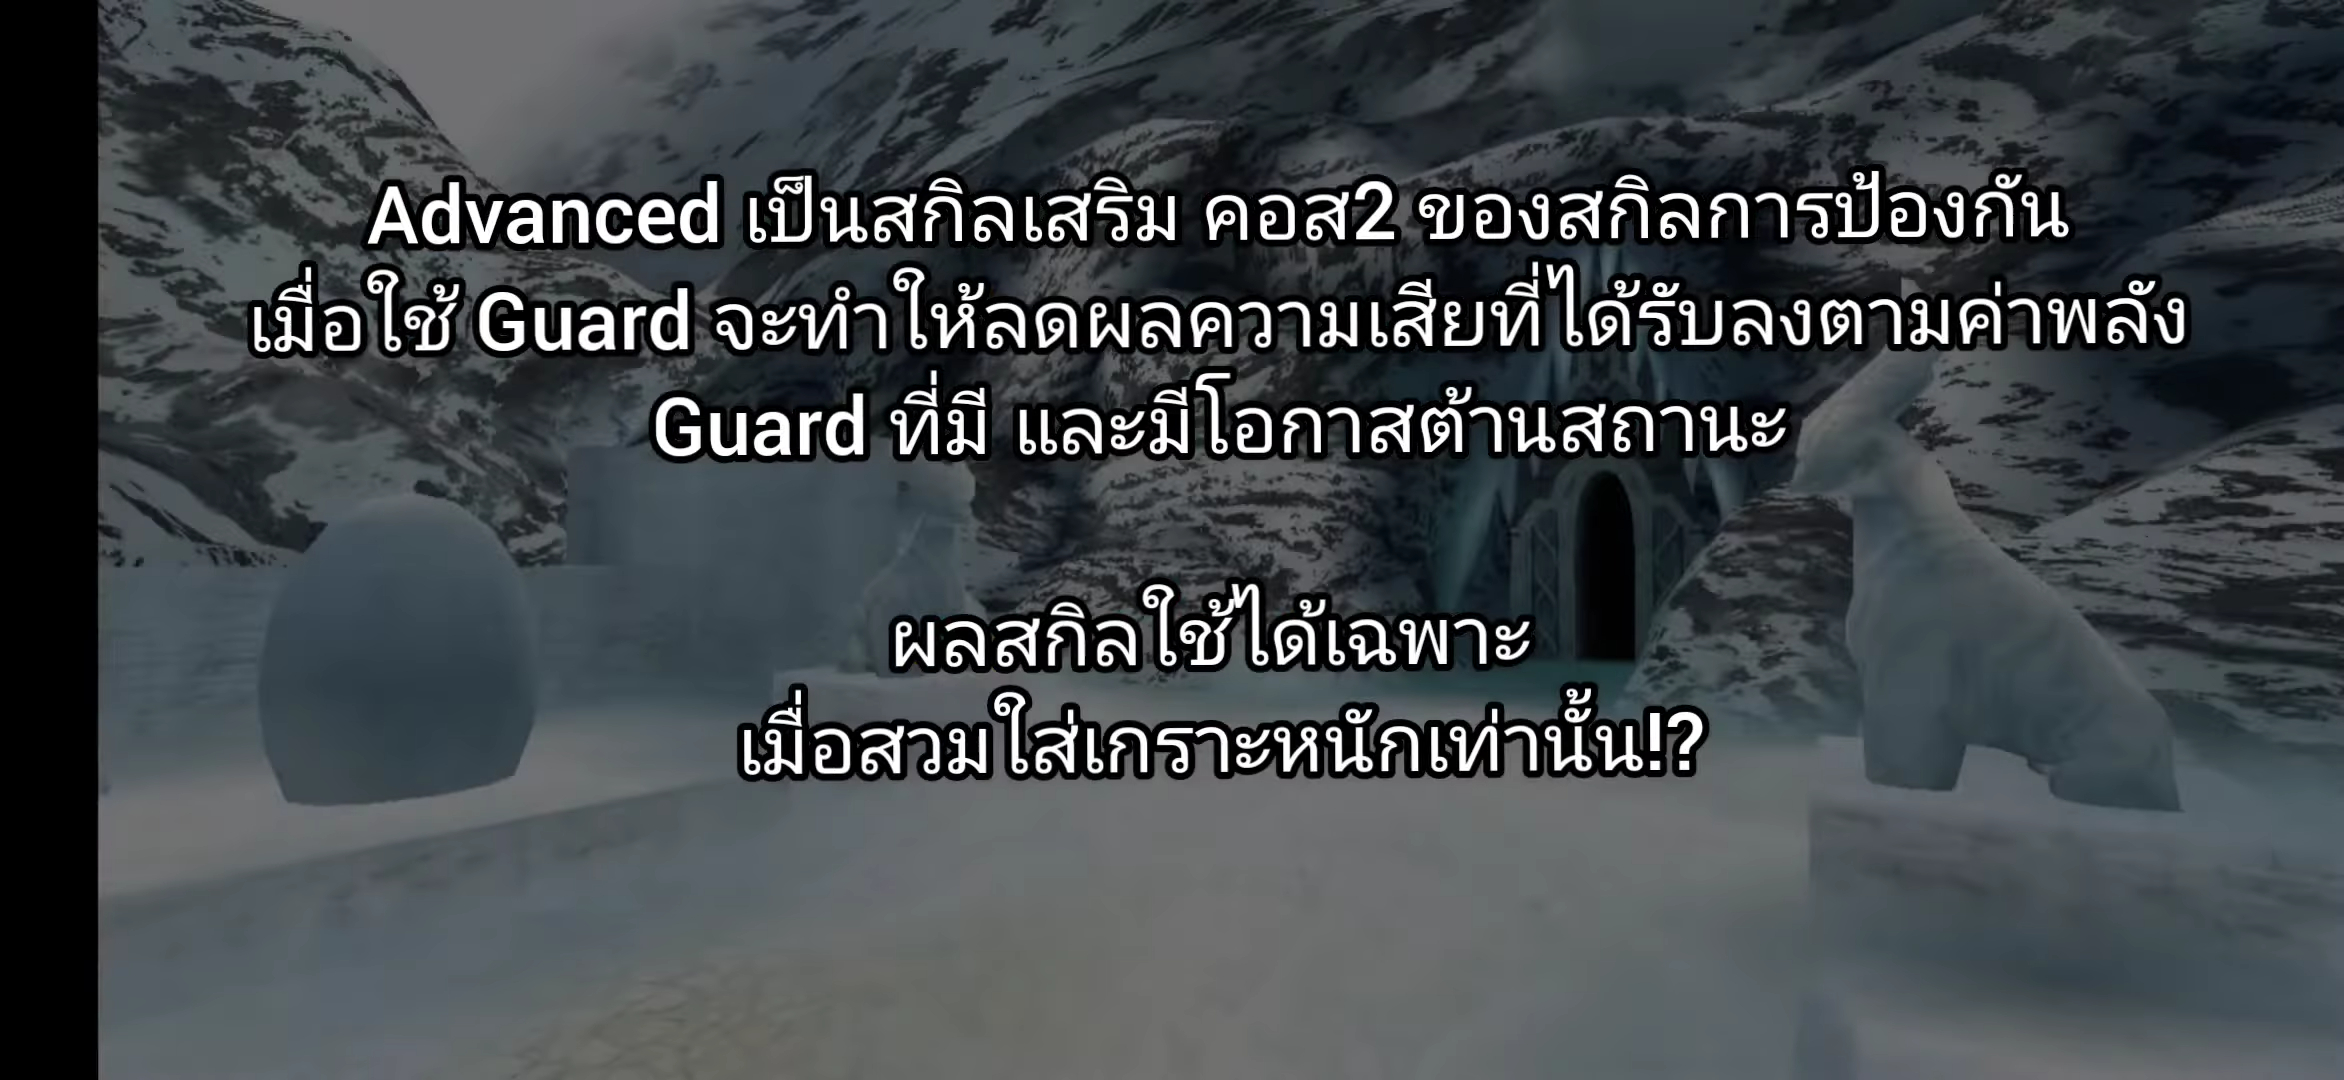 Advanced เป็นสกิลเสริม คอส2 ของสกิลการป้องกัน
เมื่อใช้ Guard จะทำให้ลดผลความเสียที่ได้รับลงตามค่าพลัง
Guard ที่มี และมีโอกาสต้านสถานะ
ผลสกิลใช้ได้เฉพาะ
เมื่อสวมใส่เกราะหนักเท่านั้น!?